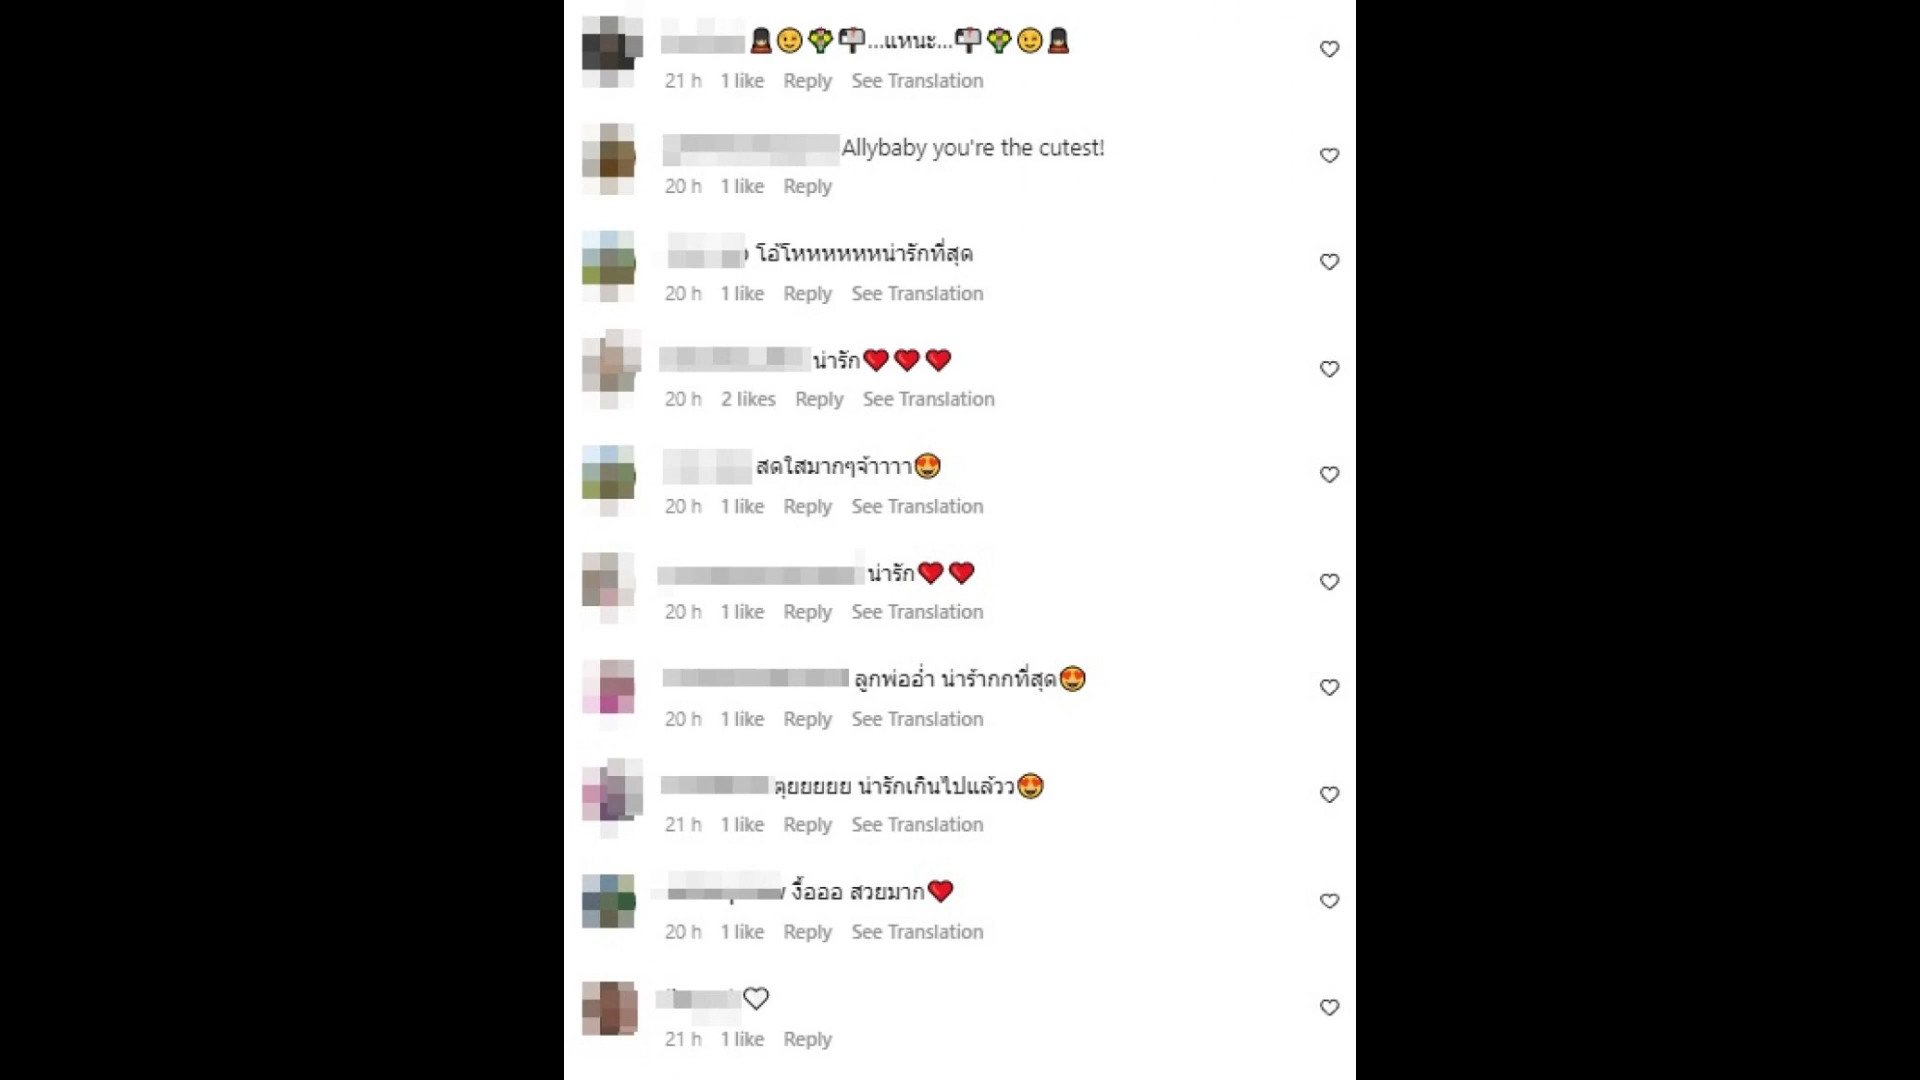 ...แหนะ...
21 h 1 like Reply See Translation
Allybaby you're the cutest!
20 h 1 like Reply
โอ้โหหหหหหน่ารักที่สุด
20 h 1 like Reply See Translation
น่ารัก❤❤❤
20 h 2 likes Reply See Translation
สดใสมากๆจ้าาาา😍
20 h 1 like Reply See Translation
น่ารัก❤❤
20 h 1 like Reply See Translation
ลูกพ่ออ่ำ น่าร้ากกที่สุด😍
20 h 1 like Reply See Translation
ตุยยยยย น่ารักเกินไปแล้วว😍
21 h 1 like Reply See Translation
งื้อออ สวยมาก❤
20 h 1 like Reply See Translation
21 h 1 like Reply